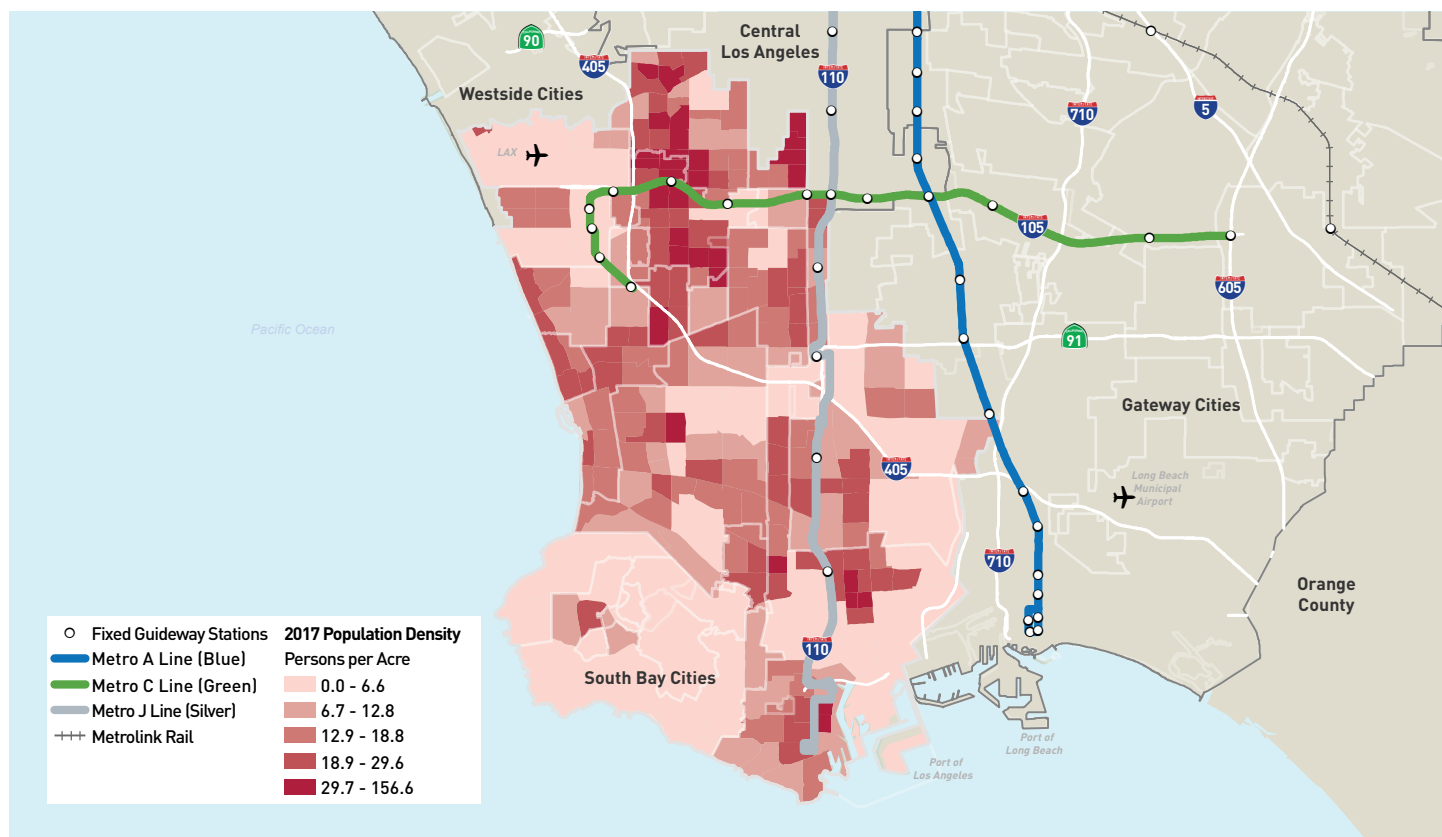 90
405
Central
Los Angeles
110
Westside Cities
710
5
LAX
105
605
Pacific Ocean
91
Gateway Cities
405
Long Beach
Municipal
Airport
710
Orange
County
110
South Bay Cities
Port of
Long Beach
Port of
Los Angeles
Fixed Guideway Stations
Metro A Line (Blue)
Metro C Line (Green)
Metro J Line (Silver)
Metrolink Rail
2017 Population Density
Persons per Acre
0.0 - 6.6
6.7 - 12.8
12.9 - 18.8
18.9 - 29.6
29.7 - 156.6